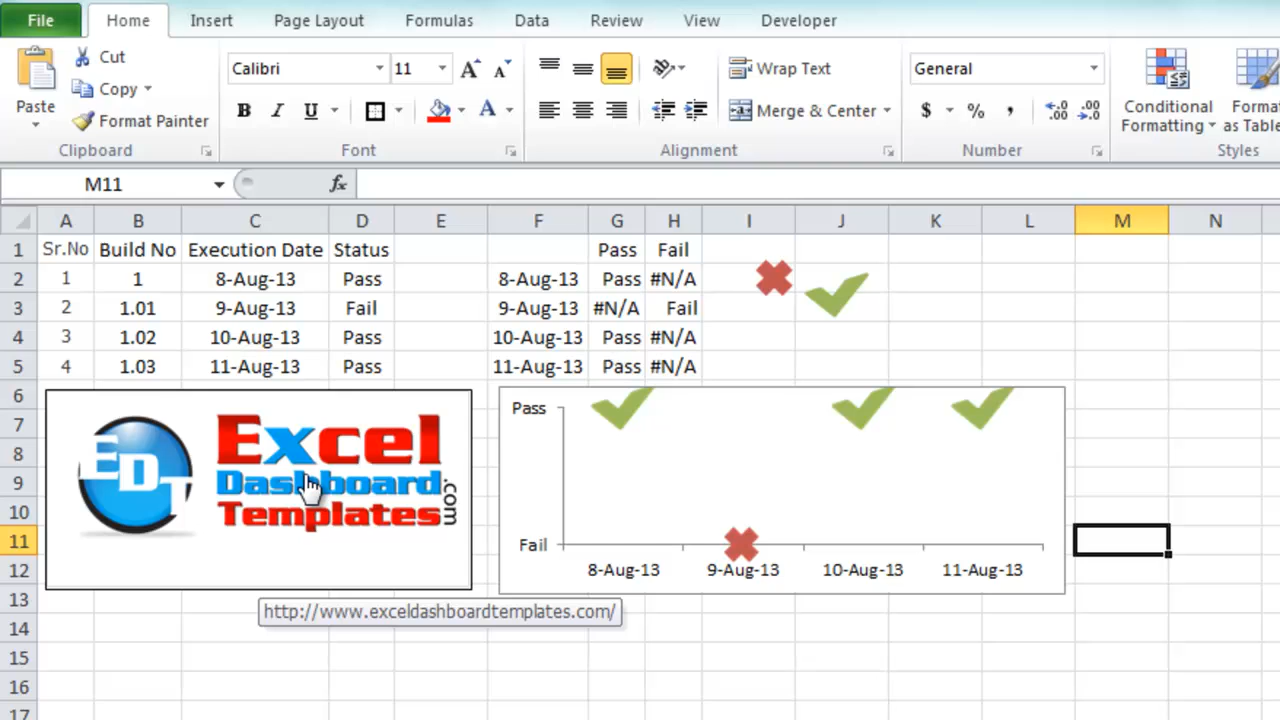 File Home Insert Page Layout Formulas Data Review View Developer
Cut
Copy
Format Painter
Paste
Clipboard
Calibri 11
B I U A
Font
Wrap Text
Merge & Center
Alignment
General
$ % ,
Number
Conditional
Formatting
Format
as Table
Styles
M11 fx
A B C D E F G H I J K L M N
1 Sr.No Build No Execution Date Status Pass Fail
2 1 1 8-Aug-13 Pass 8-Aug-13 Pass #N/A
3 2 1.01 9-Aug-13 Fail 9-Aug-13 #N/A Fail
4 3 1.02 10-Aug-13 Pass 10-Aug-13 Pass #N/A
5 4 1.03 11-Aug-13 Pass 11-Aug-13 Pass #N/A
6
7
8
9
10
11
12
13
14
15
16
17
EDT
Excel
Dashboard
Templates
.com
http://www.exceldashboardtemplates.com/
Pass
Fail
8-Aug-13 9-Aug-13 10-Aug-13 11-Aug-13